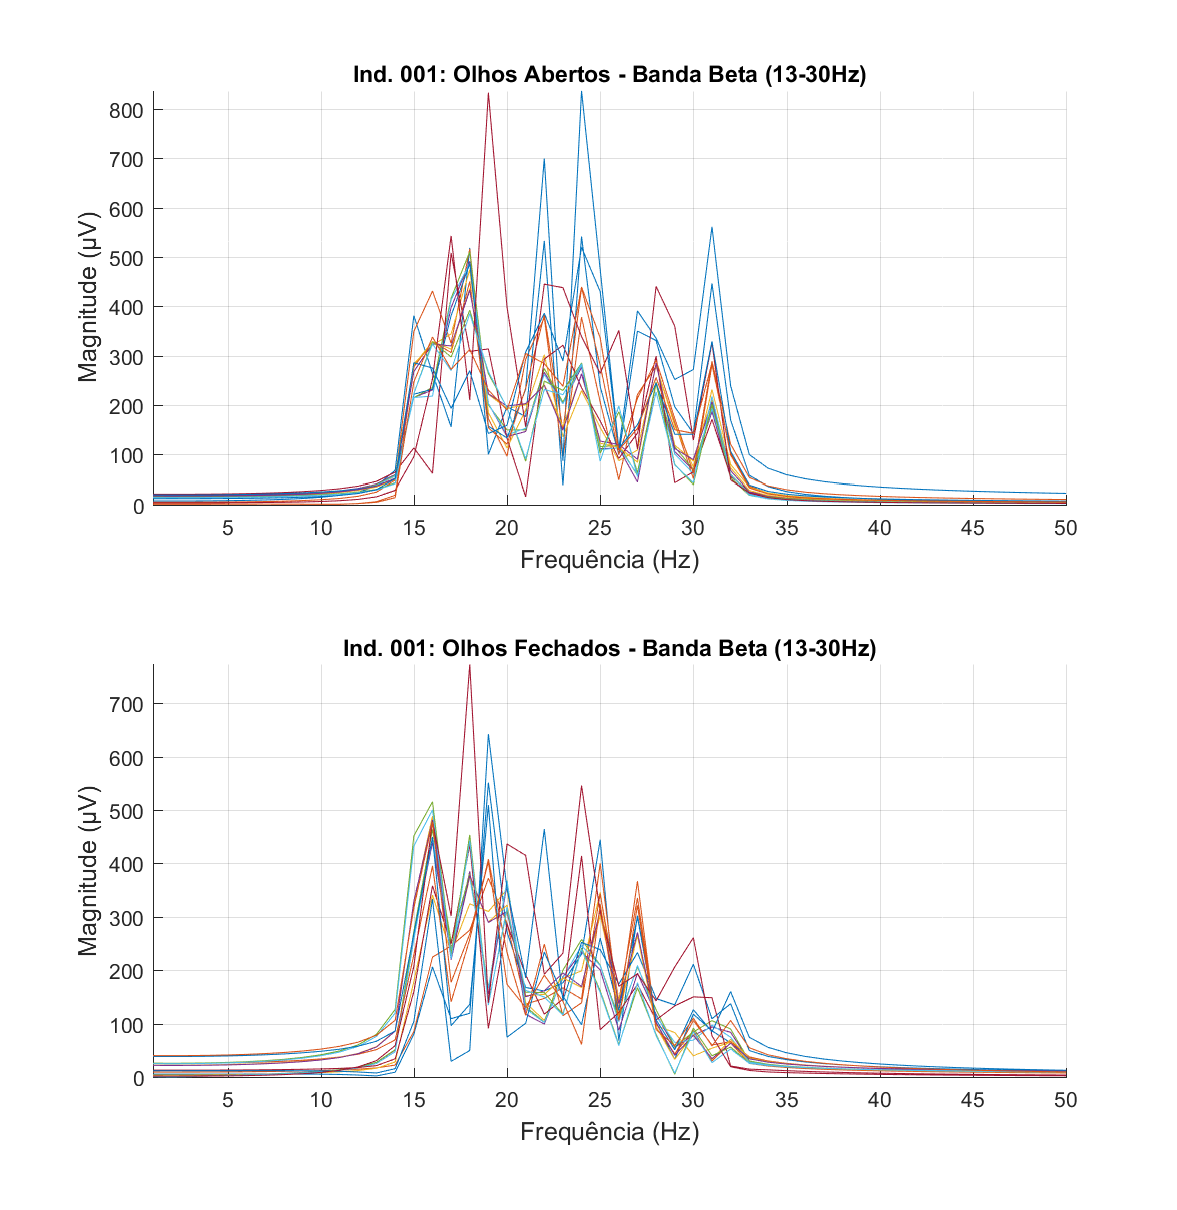 Ind. 001: Olhos Abertos - Banda Beta (13-30Hz)
Magnitude (µV)
800
700
600
500
400
300
200
100
0
5 10 15 20 25 30 35 40 45 50
Frequência (Hz)
Ind. 001: Olhos Fechados - Banda Beta (13-30Hz)
Magnitude (µV)
700
600
500
400
300
200
100
0
5 10 15 20 25 30 35 40 45 50
Frequência (Hz)